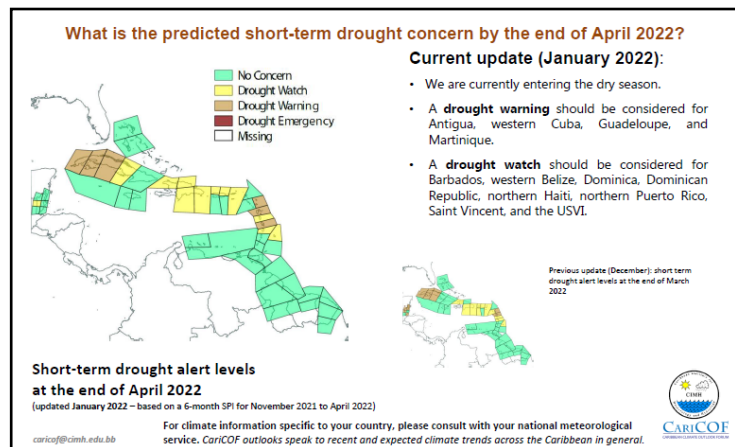 What is the predicted short-term drought concern by the end of April 2022?
Current update (January 2022):
• We are currently entering the dry season.
• A drought warning should be considered for
Antigua, western Cuba, Guadeloupe, and
Martinique.
• A drought watch should be considered for
Barbados, western Belize, Dominica, Dominican
Republic, northern Haiti, northern Puerto Rico,
Saint Vincent, and the USVI.
No Concern
Drought Watch
Drought Warning
Drought Emergency
Missing
Previous update (December): short term
drought alert levels at the end of March
2022
Short-term drought alert levels
at the end of April 2022
(updated January 2022 – based on a 6-month SPI for November 2021 to April 2022)
caricof@cimh.edu.bb
For climate information specific to your country, please consult with your national meteorological
service. CariCOF outlooks speak to recent and expected climate trends across the Caribbean in general.
CIMH
CARICOF
CARIBBEAN CLIMATE OUTLOOK FORUM